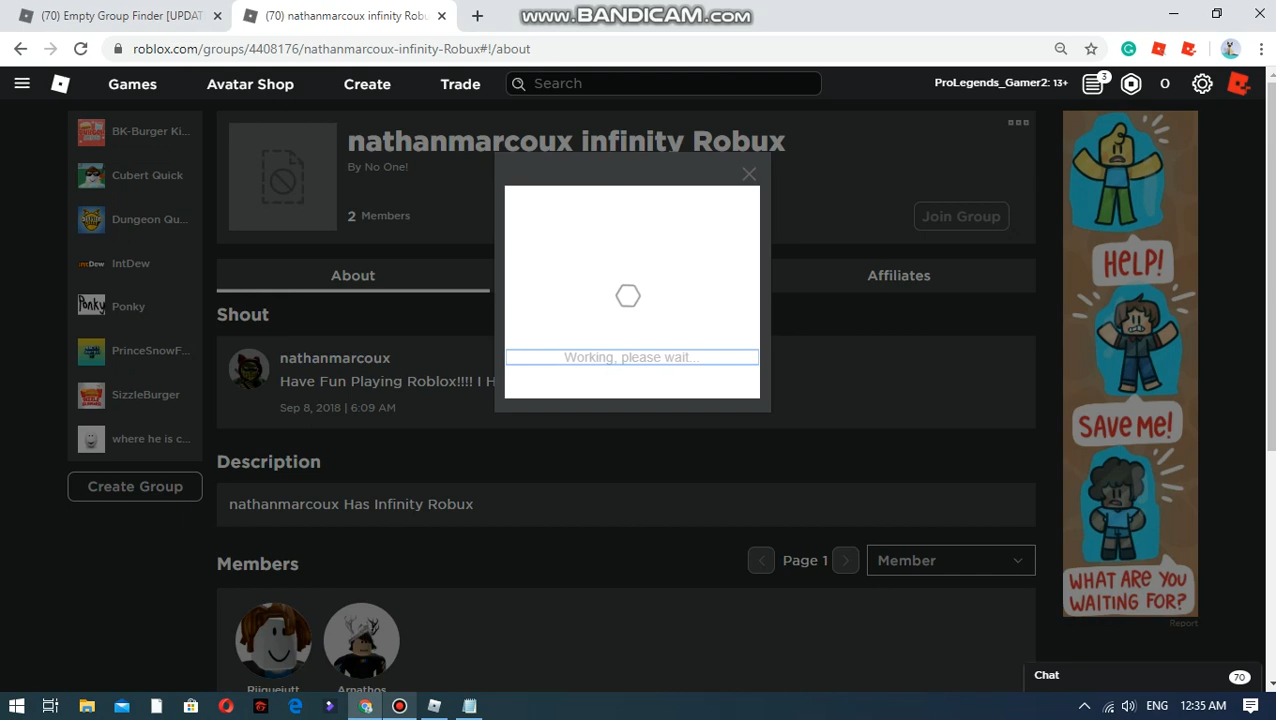 WWW.BANDICAM.COM
(70) Empty Group Finder [UPDAT
(70) nathanmarcoux infinity Robu
roblox.com/groups/4408176/nathanmarcoux-infinity-Robux#!/about
Games
Avatar Shop
Create
Trade
Search
ProLegends_Gamer2: 13+
3
0
BK-Burger Ki...
Cubert Quick
Dungeon Qu...
IntDew
Ponky
PrinceSnowF...
SizzleBurger
where he is c...
Create Group
nathanmarcoux infinity Robux
By No One!
2 Members
Join Group
About
Affiliates
Shout
nathanmarcoux
Have Fun Playing Roblox!!!! I H
Sep 8, 2018 | 6:09 AM
Working, please wait...
Description
nathanmarcoux Has Infinity Robux
Members
Page 1
Member
Riiqueiutt
Arpathos
HELP!
SAVE ME!
WHAT ARE YOU
WAITING FOR?
Report
Chat
70
12:35 AM